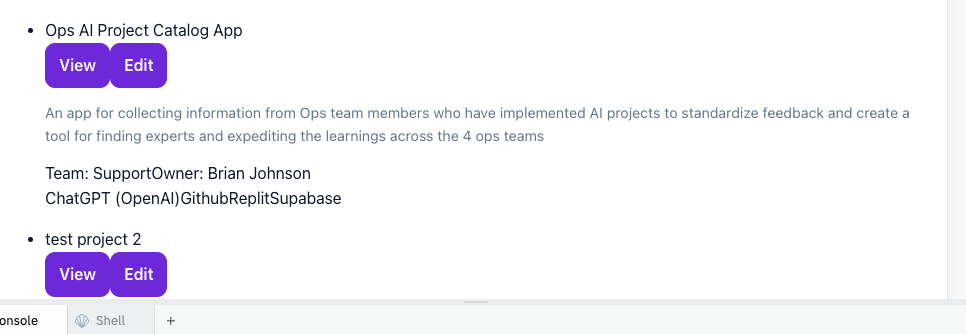 Ops AI Project Catalog App
View Edit
An app for collecting information from Ops team members who have implemented AI projects to standardize feedback and create a
tool for finding experts and expediting the learnings across the 4 ops teams
Team: SupportOwner: Brian Johnson
ChatGPT (OpenAI)GithubReplitSupabase
test project 2
View Edit
onsole Shell +